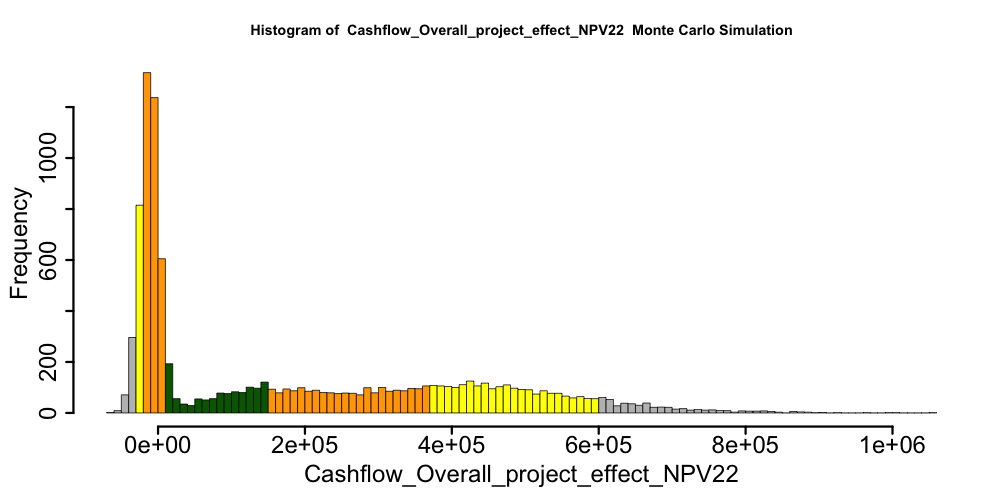 Histogram of Cashflow_Overall_project_effect_NPV22 Monte Carlo Simulation
Frequency
1000
600
200
0
0e+00 2e+05 4e+05 6e+05 8e+05 1e+06
Cashflow_Overall_project_effect_NPV22